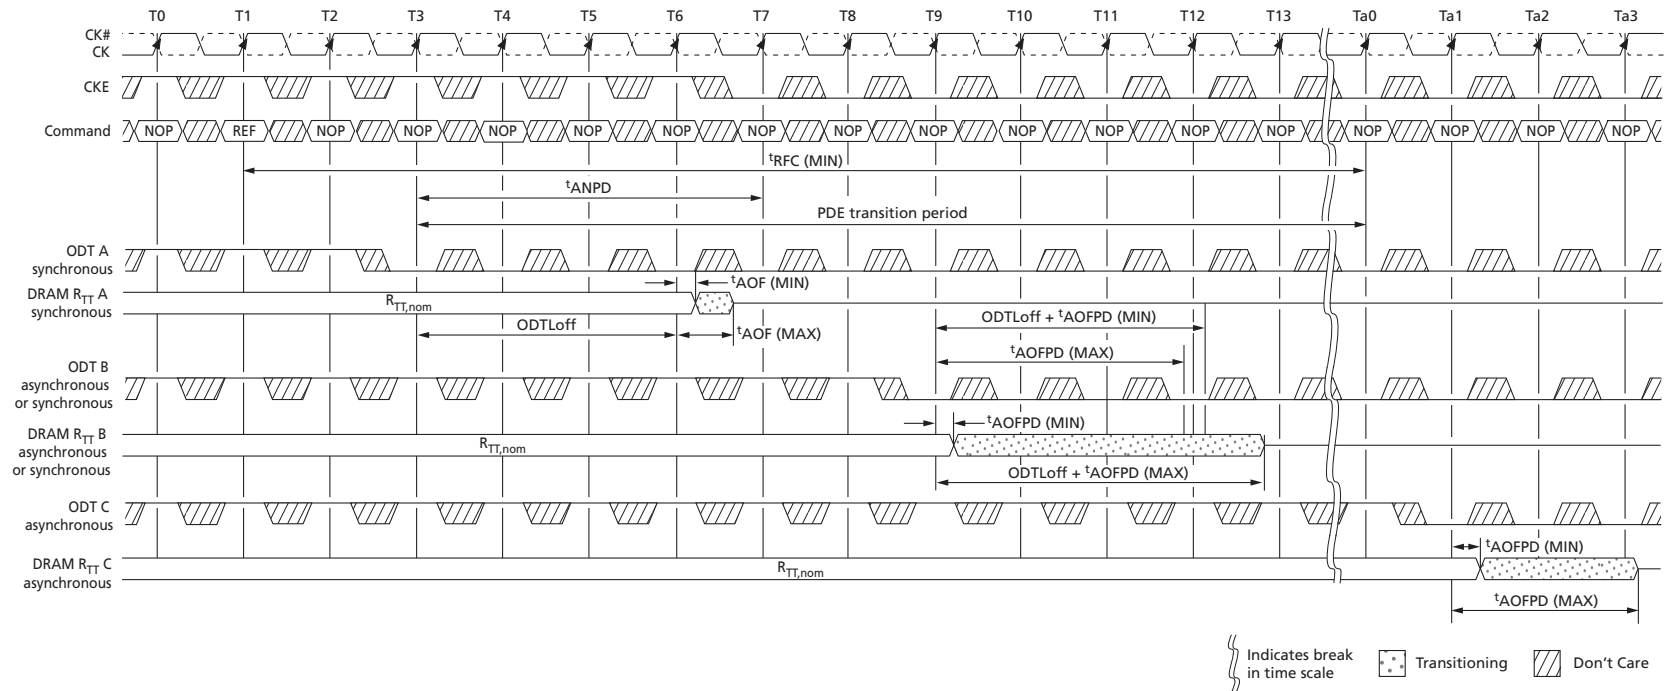 T0 T1 T2 T3 T4 T5 T6 T7 T8 T9 T10 T11 T12 T13 Ta0 Ta1 Ta2 Ta3
CK#
CK
CKE
Command NOP REF NOP NOP NOP NOP NOP NOP NOP NOP NOP NOP NOP NOP NOP NOP NOP NOP
tRFC (MIN)
tANPD
PDE transition period
ODT A
synchronous
tAOF (MIN)
DRAM RTT A
synchronous
RTT,nom
ODTLoff + tAOFPD (MIN)
ODTLoff
tAOF (MAX)
tAOFPD (MAX)
ODT B
asynchronous
or synchronous
tAOFPD (MIN)
DRAM RTT B
asynchronous
or synchronous
RTT,nom
ODTLoff + tAOFPD (MAX)
ODT C
asynchronous
tAOFPD (MIN)
DRAM RTT C
asynchronous
RTT,nom
tAOFPD (MAX)
Indicates break
in time scale
Transitioning
Don't Care